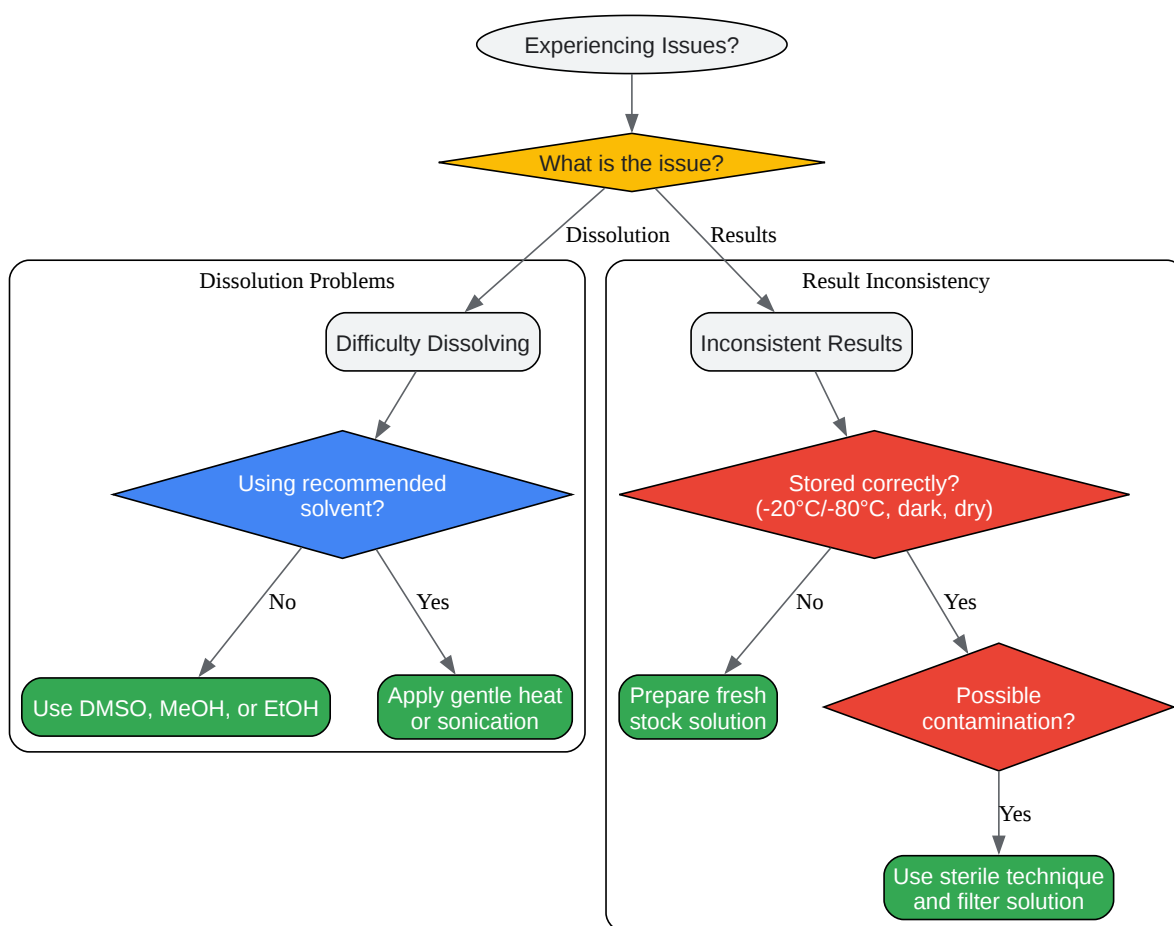 Experiencing Issues?
What is the issue?
Dissolution
Results
Dissolution Problems
Result Inconsistency
Difficulty Dissolving
Inconsistent Results
Using recommended
solvent?
Stored correctly?
(-20°C/-80°C, dark, dry)
No
Yes
No
Yes
Use DMSO, MeOH, or EtOH
Apply gentle heat
or sonication
Prepare fresh
stock solution
Possible
contamination?
Yes
Use sterile technique
and filter solution